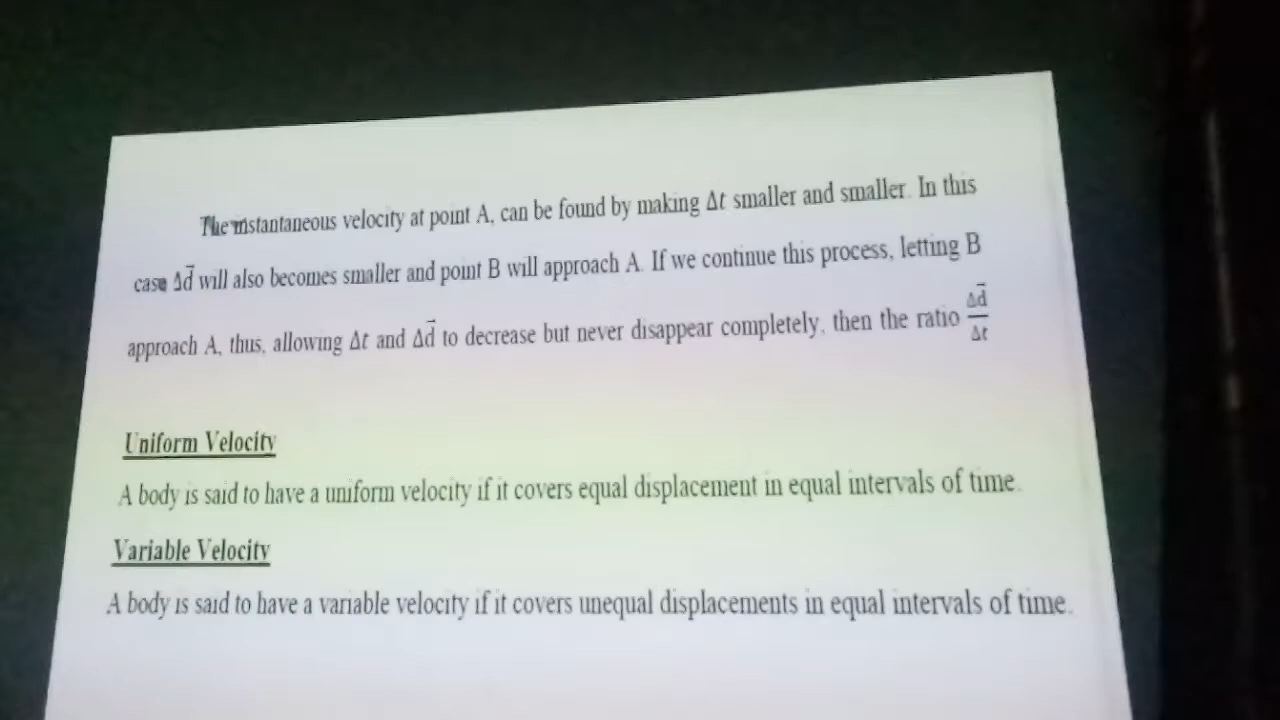 The instantaneous velocity at point A, can be found by making Δt smaller and smaller. In this
case Δd⃗ will also becomes smaller and point B will approach A. If we continue this process, letting B
approach A, thus, allowing Δt and Δd⃗ to decrease but never disappear completely, then the ratio Δd⃗/Δt
Uniform Velocity
A body is said to have a uniform velocity if it covers equal displacement in equal intervals of time.
Variable Velocity
A body is said to have a variable velocity if it covers unequal displacements in equal intervals of time.